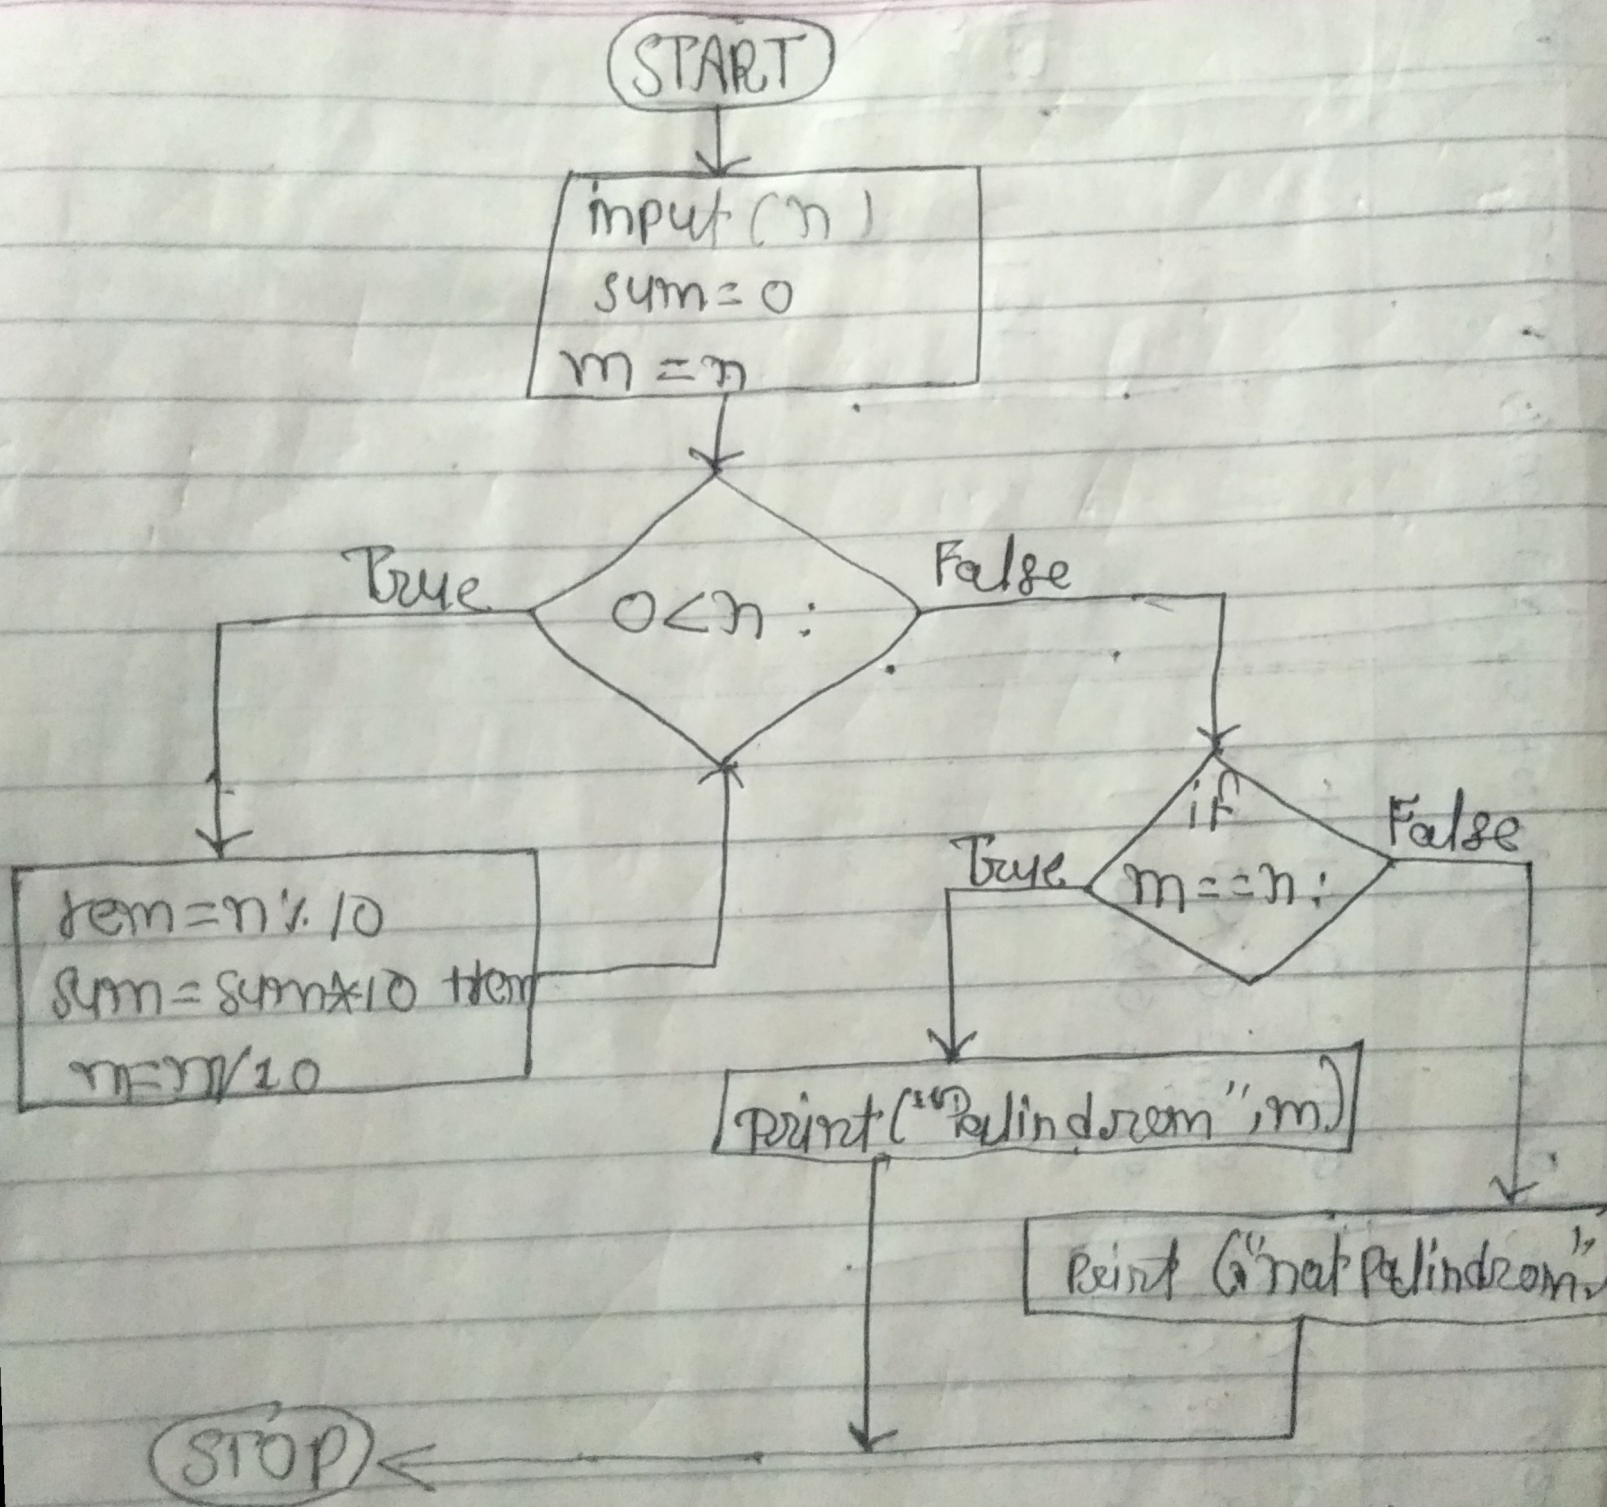 START
input (n)
sum=0
m=n
True
0<n:
False
if
m==n:
True
False
rem=n%10
sum=sum*10+rem
print("Palindrom",m)
print ("not Palindrom",
STOP